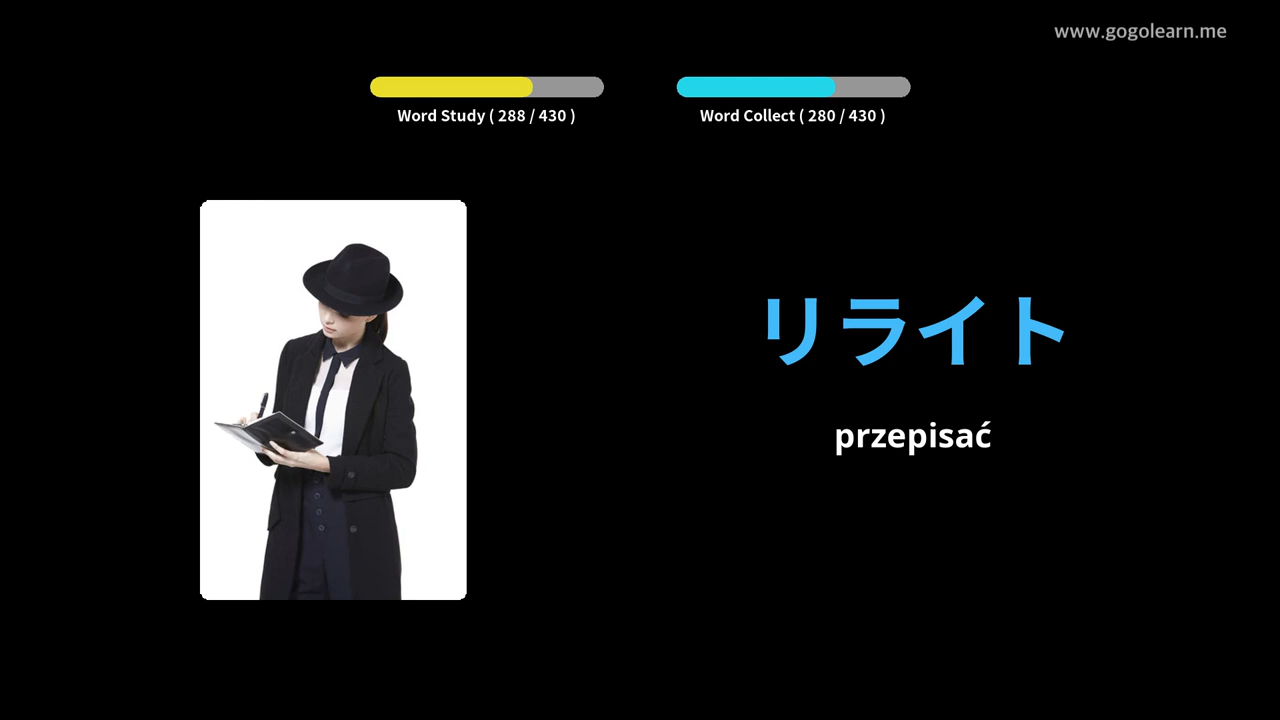 www.gogolearn.me
Word Study ( 288 / 430 )
Word Collect ( 280 / 430 )
リライト
przepisać